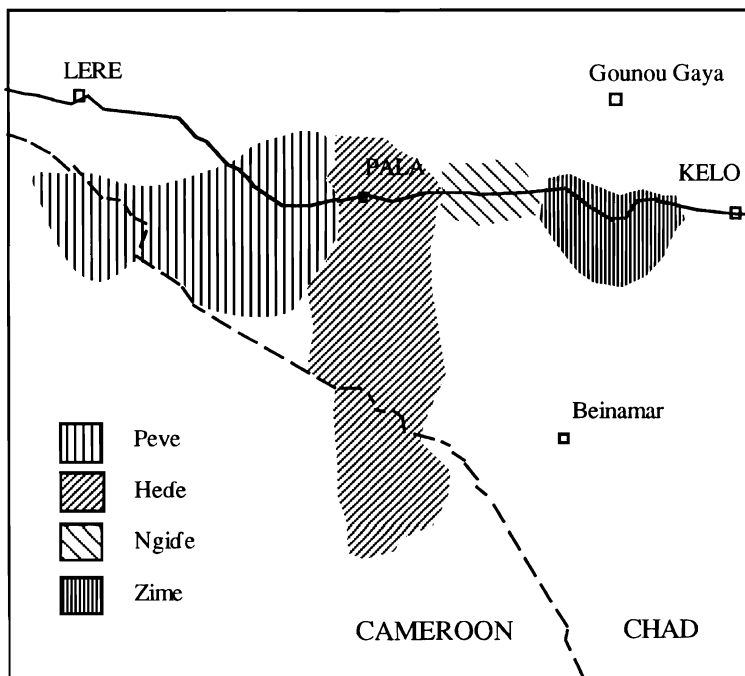 LERE
Gounou Gaya
PALA
KELO
Beinamar
Peve
Heɗe
Ngiɗe
Zime
CAMEROON
CHAD